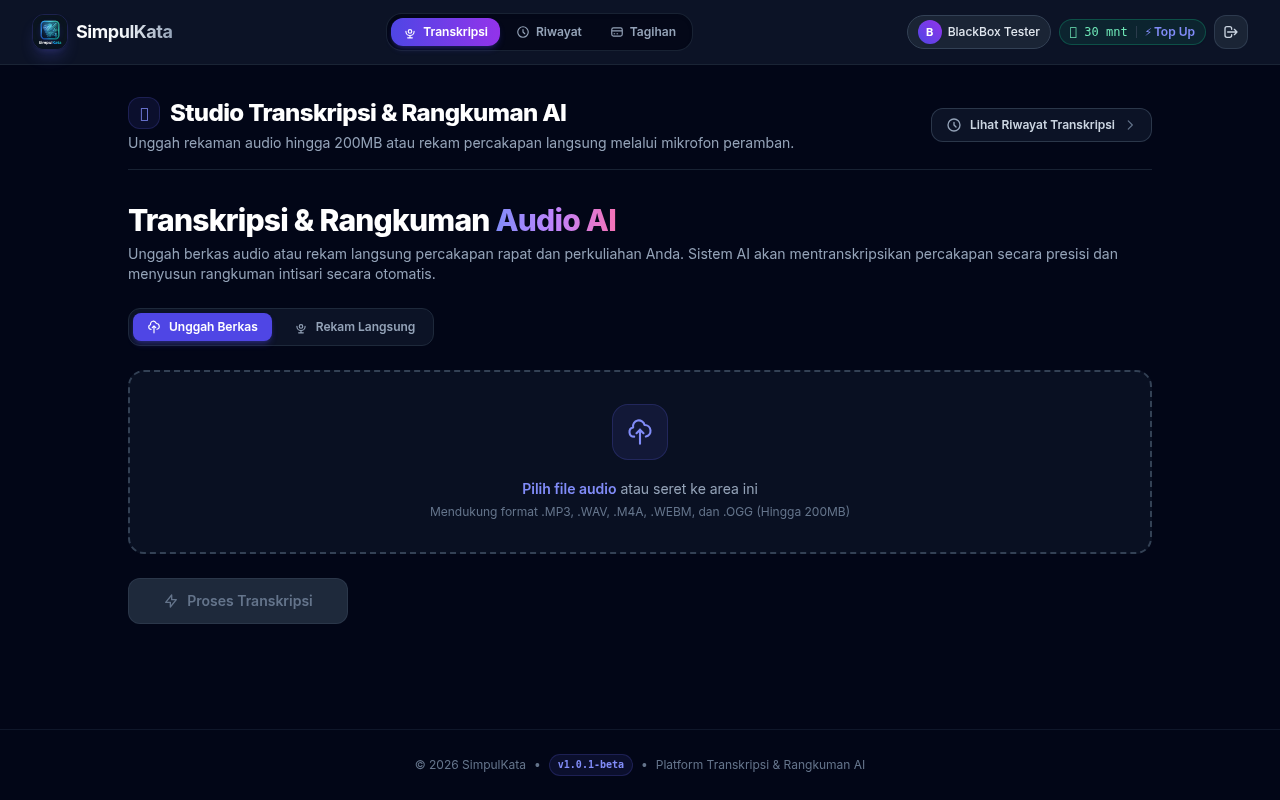 SimpulKata
Transkripsi
Riwayat
Tagihan
B
BlackBox Tester
30 mnt
Top Up
Studio Transkripsi & Rangkuman AI
Unggah rekaman audio hingga 200MB atau rekam percakapan langsung melalui mikrofon peramban.
Lihat Riwayat Transkripsi
Transkripsi & Rangkuman Audio AI
Unggah berkas audio atau rekam langsung percakapan rapat dan perkuliahan Anda. Sistem AI akan mentranskripsikan percakapan secara presisi dan
menyusun rangkuman intisari secara otomatis.
Unggah Berkas
Rekam Langsung
Pilih file audio atau seret ke area ini
Mendukung format .MP3, .WAV, .M4A, .WEBM, dan .OGG (Hingga 200MB)
Proses Transkripsi
© 2026 SimpulKata • v1.0.1-beta • Platform Transkripsi & Rangkuman AI